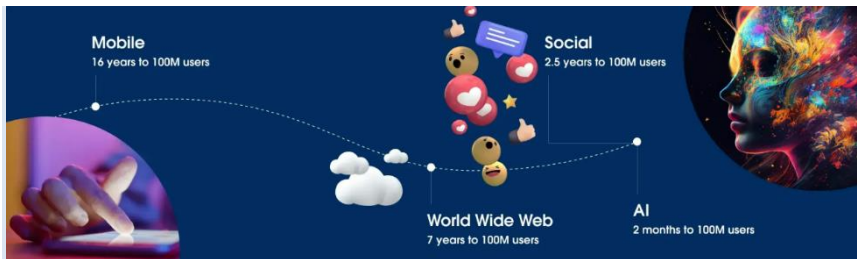 Mobile
16 years to 100M users
Social
2.5 years to 100M users
World Wide Web
7 years to 100M users
AI
2 months to 100M users